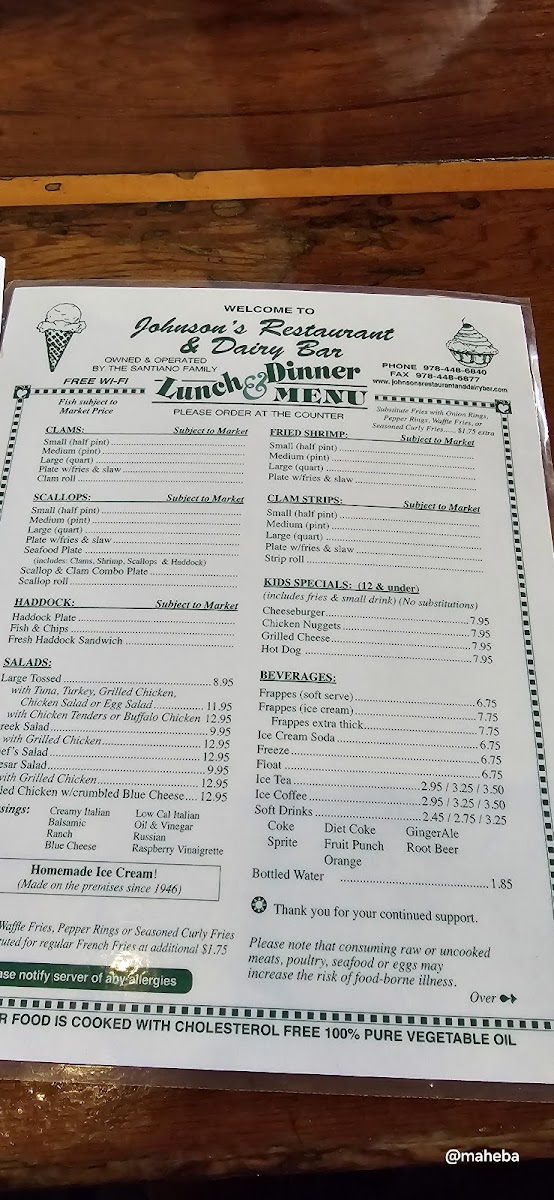 WELCOME TO
Johnson's Restaurant
& Dairy Bar
OWNED & OPERATED
BY THE SANTIANO FAMILY
PHONE 978-448-6840
FAX 978-448-6877
www.johnsonsrestaurantanddairybar.com
FREE WI-FI
Lunch & Dinner
MENU
PLEASE ORDER AT THE COUNTER
Fish subject to
Market Price
Substitute Fries with Onion Rings,
Pepper Rings, Waffle Fries, or
Seasoned Curly Fries...... $1.75 extra
CLAMS: Subject to Market
Small (half pint)
Medium (pint)
Large (quart)
Plate w/fries & slaw
Clam roll
SCALLOPS: Subject to Market
Small (half pint)
Medium (pint)
Large (quart)
Plate w/fries & slaw
Seafood Plate
(includes: Clams, Shrimp, Scallops & Haddock)
Scallop & Clam Combo Plate
Scallop roll
HADDOCK: Subject to Market
Haddock Plate
Fish & Chips
Fresh Haddock Sandwich
SALADS:
Large Tossed 8.95
with Tuna, Turkey, Grilled Chicken,
Chicken Salad or Egg Salad 11.95
with Chicken Tenders or Buffalo Chicken 12.95
reek Salad 9.95
with Grilled Chicken 12.95
ef's Salad 12.95
esar Salad 9.95
with Grilled Chicken 12.95
led Chicken w/crumbled Blue Cheese.... 12.95
sings:
Creamy Italian
Balsamic
Ranch
Blue Cheese
Low Cal Italian
Oil & Vinegar
Russian
Raspberry Vinaigrette
Homemade Ice Cream!
(Made on the premises since 1946)
Waffle Fries, Pepper Rings or Seasoned Curly Fries
uted for regular French Fries at additional $1.75
ase notify server of any allergies
FRIED SHRIMP: Subject to Market
Small (half pint)
Medium (pint)
Large (quart)
Plate w/fries & slaw
CLAM STRIPS: Subject to Market
Small (half pint)
Medium (pint)
Large (quart)
Plate w/fries & slaw
Strip roll
KIDS SPECIALS: (12 & under)
(includes fries & small drink) (No substitutions)
Cheeseburger 7.95
Chicken Nuggets 7.95
Grilled Cheese 7.95
Hot Dog 7.95
BEVERAGES:
Frappes (soft serve) 6.75
Frappes (ice cream) 7.75
Frappes extra thick 7.75
Ice Cream Soda 6.75
Freeze 6.75
Float 6.75
Ice Tea 2.95 / 3.25 / 3.50
Ice Coffee 2.95 / 3.25 / 3.50
Soft Drinks 2.45 / 2.75 / 3.25
Coke Diet Coke GingerAle
Sprite Fruit Punch Root Beer
Orange
Bottled Water 1.85
Thank you for your continued support.
Please note that consuming raw or uncooked
meats, poultry, seafood or eggs may
increase the risk of food-borne illness.
Over
R FOOD IS COOKED WITH CHOLESTEROL FREE 100% PURE VEGETABLE OIL
@maheba